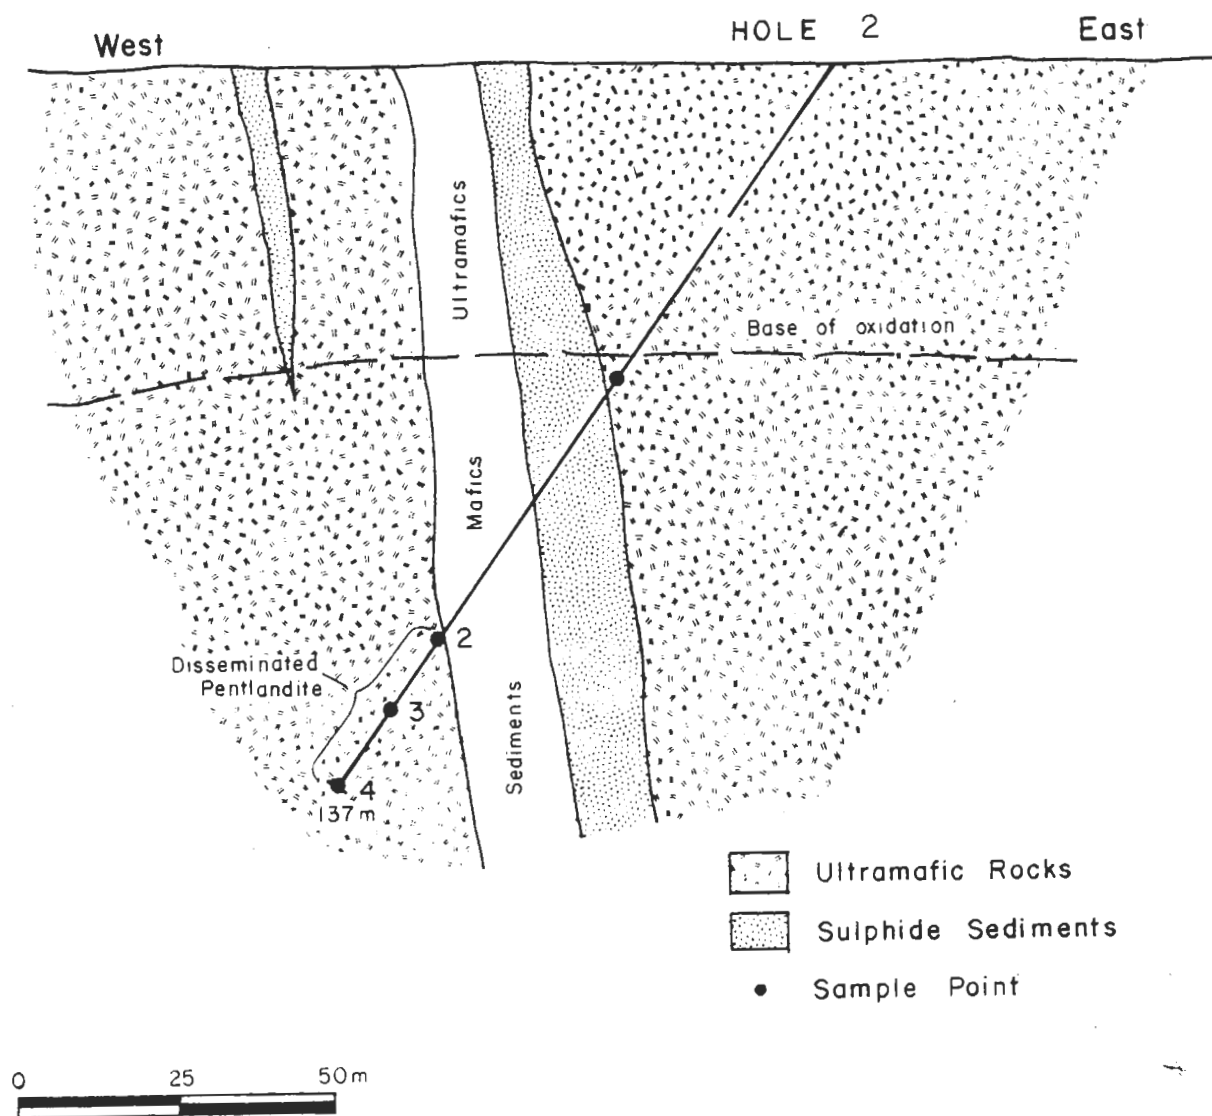 West
HOLE 2
East
Ultramafics
Base of oxidation
Mafics
2
Disseminated
Pentlandite
3
Sediments
4
137m
Ultramafic Rocks
Sulphide Sediments
Sample Point
0 25 50m